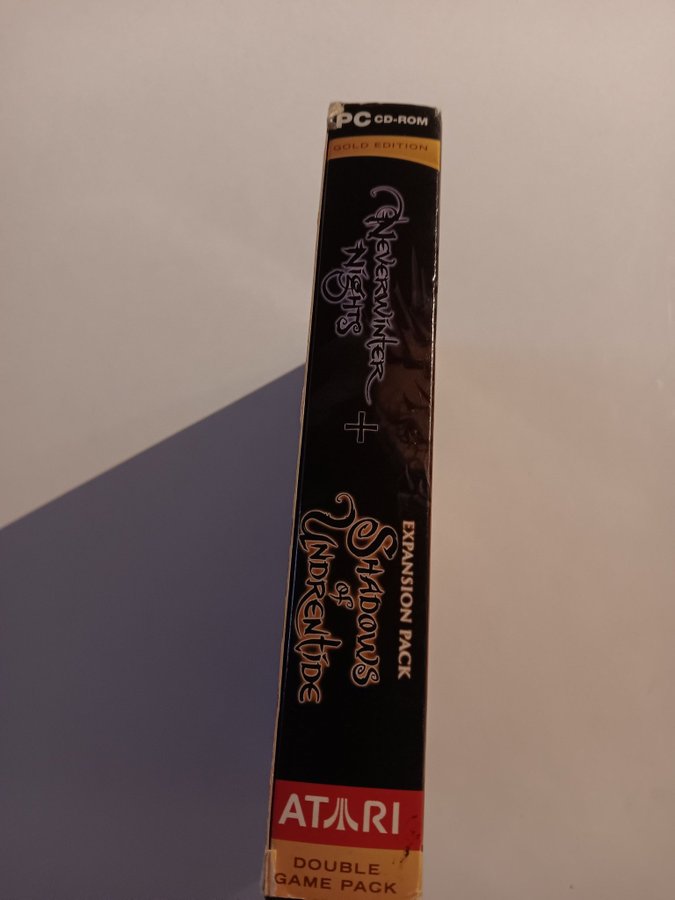 PC CD-ROM
GOLD EDITION
NEVERWINTER
NIGHTS
+
EXPANSION PACK
SHADOWS
OF
UNDRENTIDE
ATARI
DOUBLE
GAME PACK